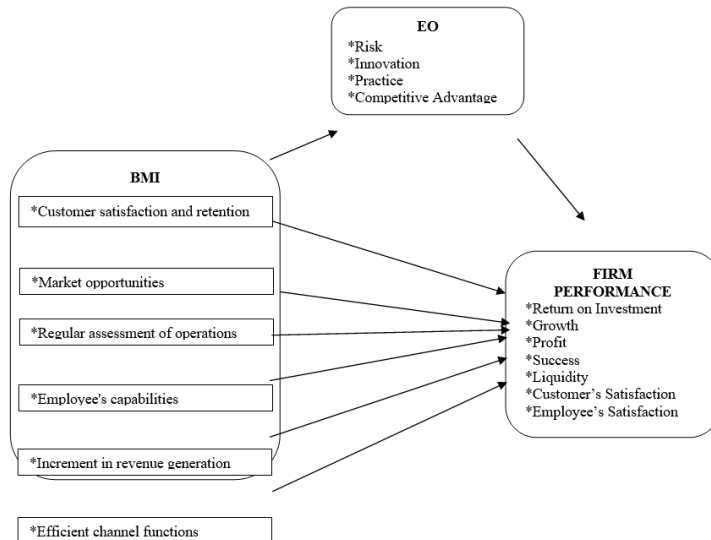 EO
*Risk
*Innovation
*Practice
*Competitive Advantage
BMI
*Customer satisfaction and retention
*Market opportunities
*Regular assessment of operations
*Employee's capabilities
*Increment in revenue generation
*Efficient channel functions
FIRM
PERFORMANCE
*Return on Investment
*Growth
*Profit
*Success
*Liquidity
*Customer’s Satisfaction
*Employee’s Satisfaction